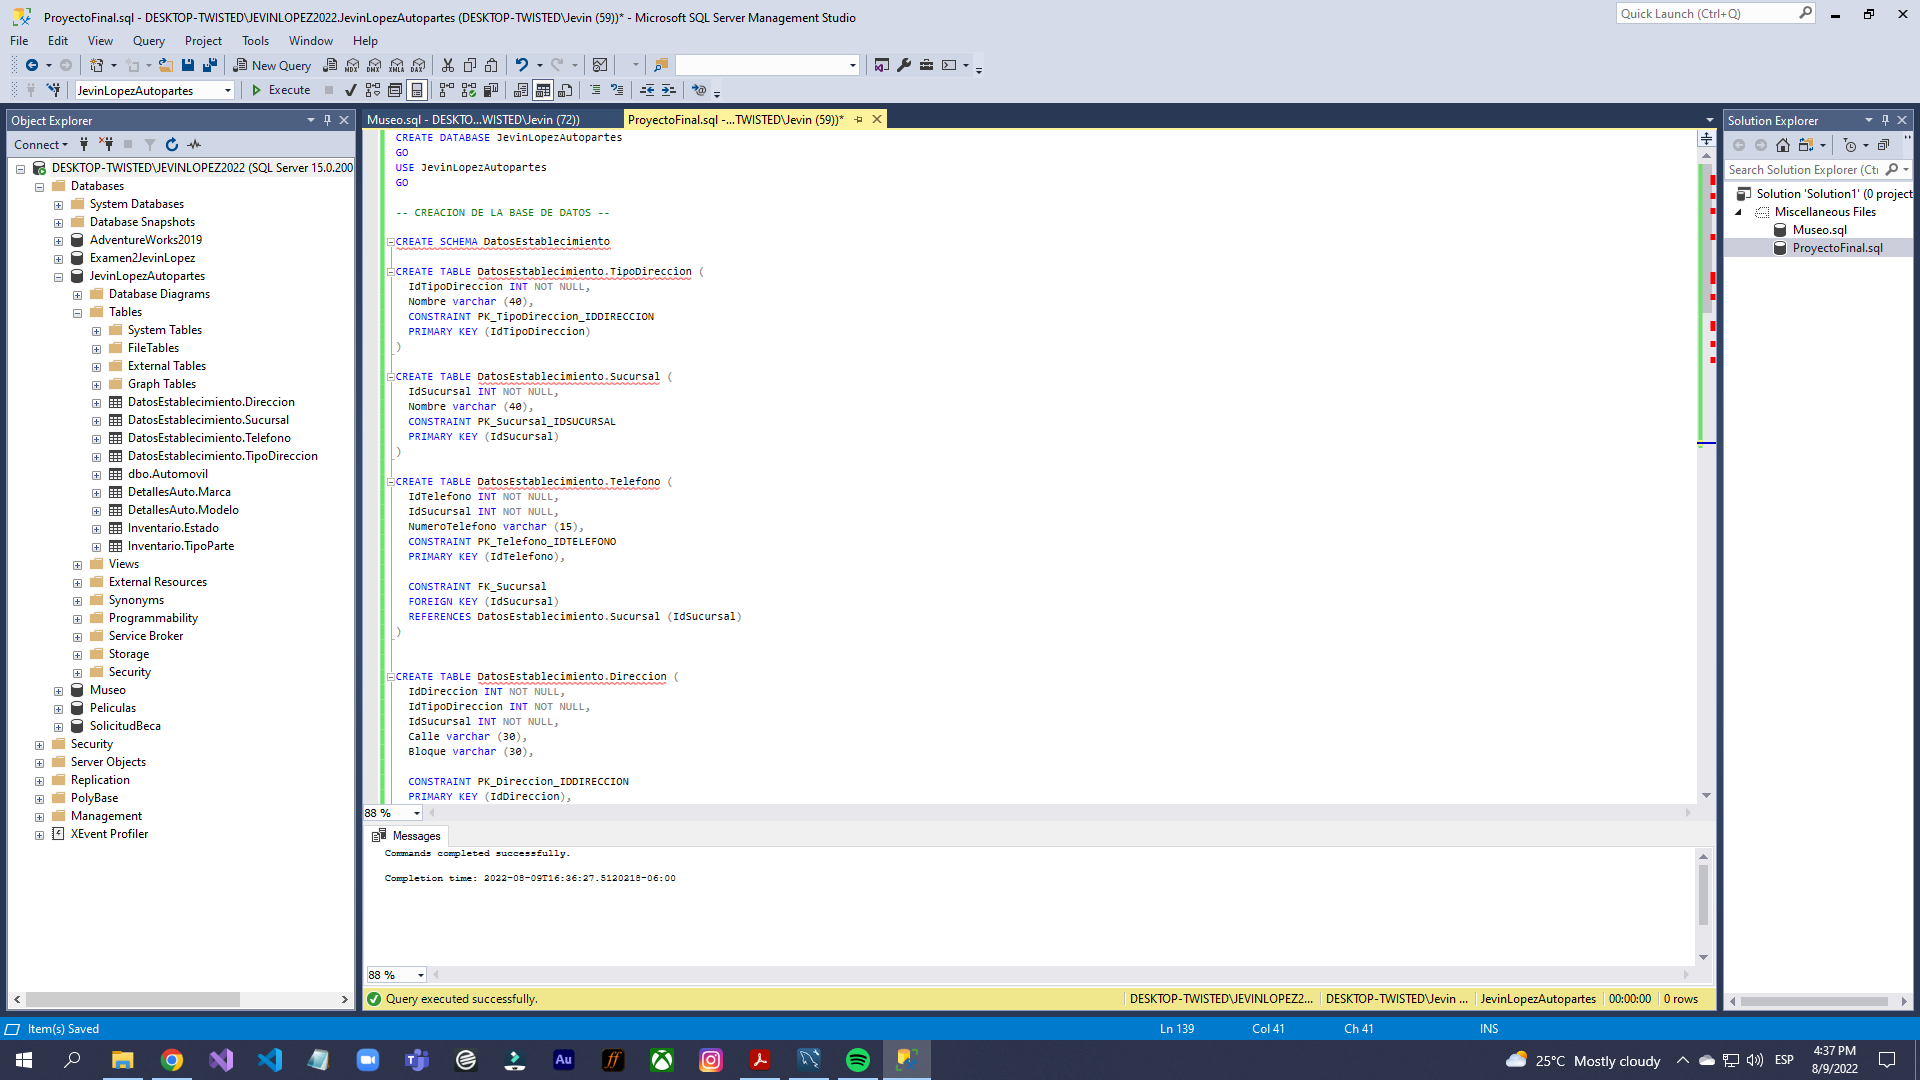 ProyectoFinal.sql - DESKTOP-TWISTED\JEVINLOPEZ2022.JevinLopezAutopartes (DESKTOP-TWISTED\Jevin (59))* - Microsoft SQL Server Management Studio
Quick Launch (Ctrl+Q)
File Edit View Query Project Tools Window Help
New Query
MDX DMX XMLA DAX
JevinLopezAutopartes
Execute
Object Explorer
Connect
DESKTOP-TWISTED\JEVINLOPEZ2022 (SQL Server 15.0.200
Databases
System Databases
Database Snapshots
AdventureWorks2019
Examen2JevinLopez
JevinLopezAutopartes
Database Diagrams
Tables
System Tables
FileTables
External Tables
Graph Tables
DatosEstablecimiento.Direccion
DatosEstablecimiento.Sucursal
DatosEstablecimiento.Telefono
DatosEstablecimiento.TipoDireccion
dbo.Automovil
DetallesAuto.Marca
DetallesAuto.Modelo
Inventario.Estado
Inventario.TipoParte
Views
External Resources
Synonyms
Programmability
Service Broker
Storage
Security
Museo
Peliculas
SolicitudBeca
Security
Server Objects
Replication
PolyBase
Management
XEvent Profiler
Museo.sql - DESKTO...WISTED\Jevin (72))
ProyectoFinal.sql -...TWISTED\Jevin (59))*
CREATE DATABASE JevinLopezAutopartes
GO
USE JevinLopezAutopartes
GO
-- CREACION DE LA BASE DE DATOS --
CREATE SCHEMA DatosEstablecimiento
CREATE TABLE DatosEstablecimiento.TipoDireccion (
IdTipoDireccion INT NOT NULL,
Nombre varchar (40),
CONSTRAINT PK_TipoDireccion_IDDIRECCION
PRIMARY KEY (IdTipoDireccion)
)
CREATE TABLE DatosEstablecimiento.Sucursal (
IdSucursal INT NOT NULL,
Nombre varchar (40),
CONSTRAINT PK_Sucursal_IDSUCURSAL
PRIMARY KEY (IdSucursal)
)
CREATE TABLE DatosEstablecimiento.Telefono (
IdTelefono INT NOT NULL,
IdSucursal INT NOT NULL,
NumeroTelefono varchar (15),
CONSTRAINT PK_Telefono_IDTELEFONO
PRIMARY KEY (IdTelefono),
CONSTRAINT FK_Sucursal
FOREIGN KEY (IdSucursal)
REFERENCES DatosEstablecimiento.Sucursal (IdSucursal)
)
CREATE TABLE DatosEstablecimiento.Direccion (
IdDireccion INT NOT NULL,
IdTipoDireccion INT NOT NULL,
IdSucursal INT NOT NULL,
Calle varchar (30),
Bloque varchar (30),
CONSTRAINT PK_Direccion_IDDIRECCION
PRIMARY KEY (IdDireccion),
88 %
Messages
Commands completed successfully.
Completion time: 2022-08-09T16:36:27.5120218-06:00
88 %
Query executed successfully.
DESKTOP-TWISTED\JEVINLOPEZ2... DESKTOP-TWISTED\Jevin ... JevinLopezAutopartes 00:00:00 0 rows
Solution Explorer
Search Solution Explorer (Ctr
Solution 'Solution1' (0 project
Miscellaneous Files
Museo.sql
ProyectoFinal.sql
Item(s) Saved
Ln 139 Col 41 Ch 41 INS
Au
ff
25°C Mostly cloudy
ESP
4:37 PM
8/9/2022